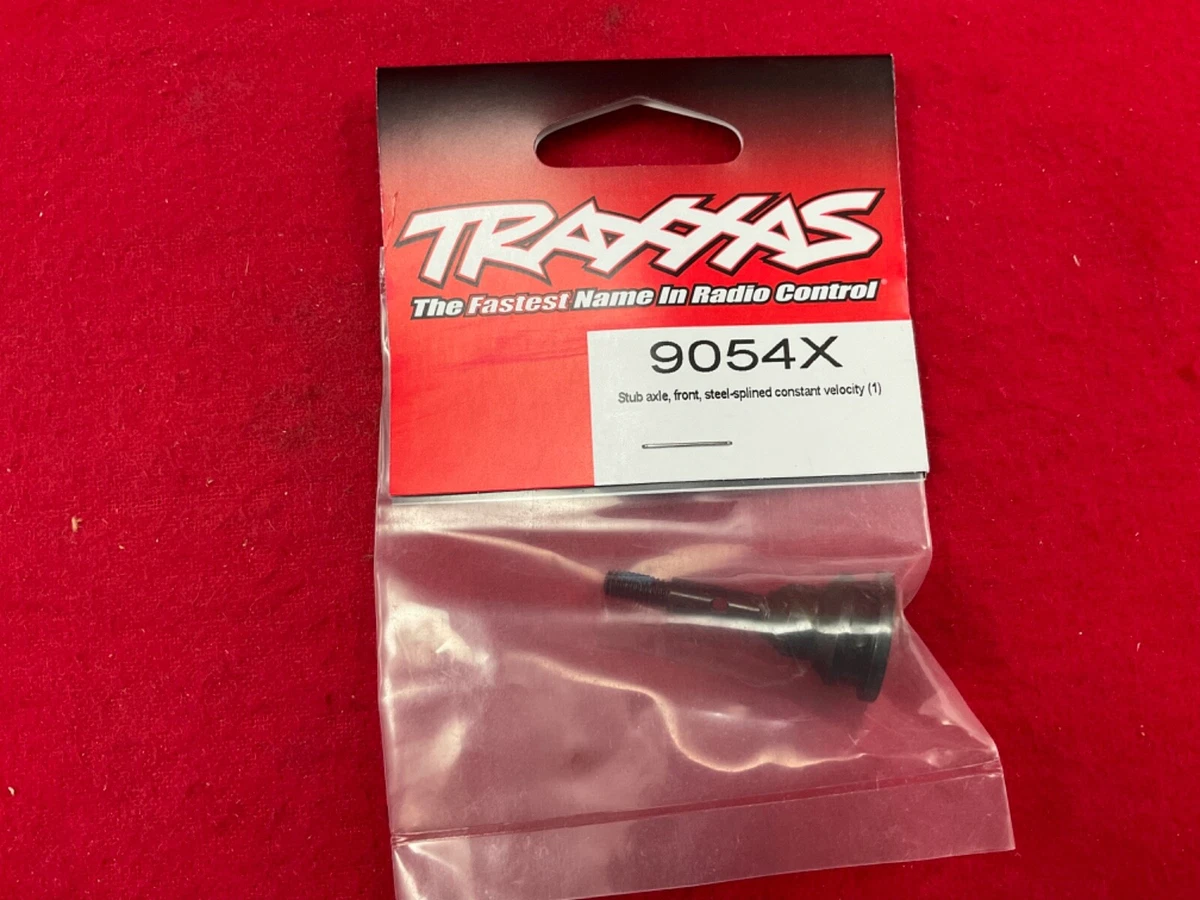 TRAXXAS
The Fastest Name In Radio Control
9054X
Stub axle, front, steel-splined constant velocity (1)